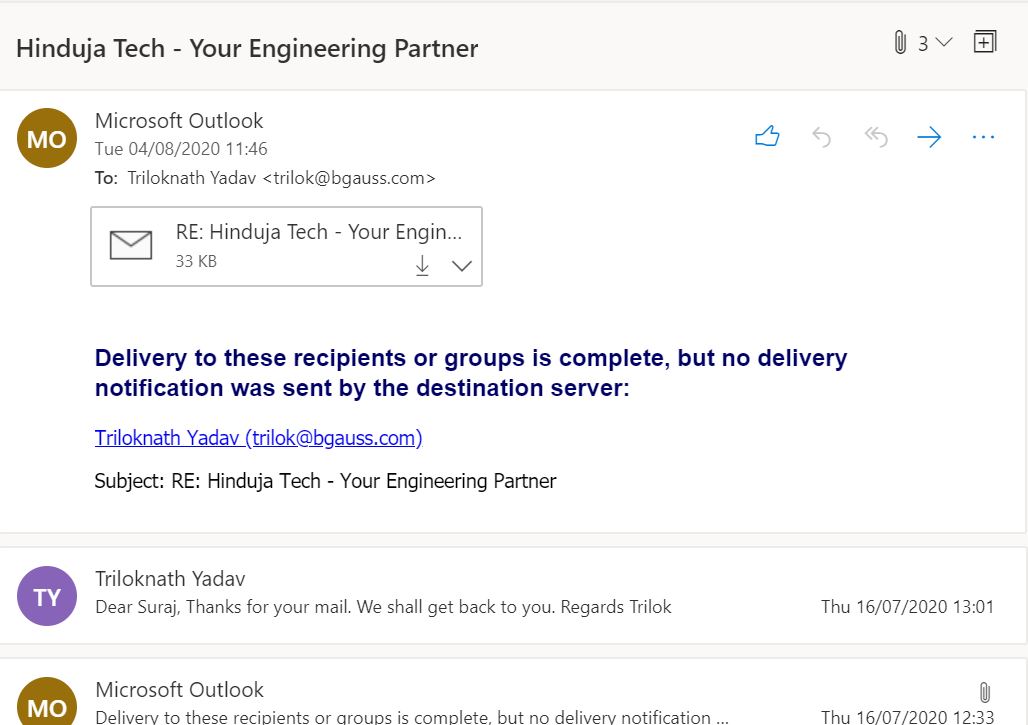 Hinduja Tech - Your Engineering Partner
3
MO
Microsoft Outlook
Tue 04/08/2020 11:46
To: Triloknath Yadav <trilok@bgauss.com>
RE: Hinduja Tech - Your Engin...
33 KB
Delivery to these recipients or groups is complete, but no delivery
notification was sent by the destination server:
Triloknath Yadav (trilok@bgauss.com)
Subject: RE: Hinduja Tech - Your Engineering Partner
TY
Triloknath Yadav
Dear Suraj, Thanks for your mail. We shall get back to you. Regards Trilok
Thu 16/07/2020 13:01
MO
Microsoft Outlook
Delivery to these recipients or groups is complete, but no delivery notification ...
Thu 16/07/2020 12:33